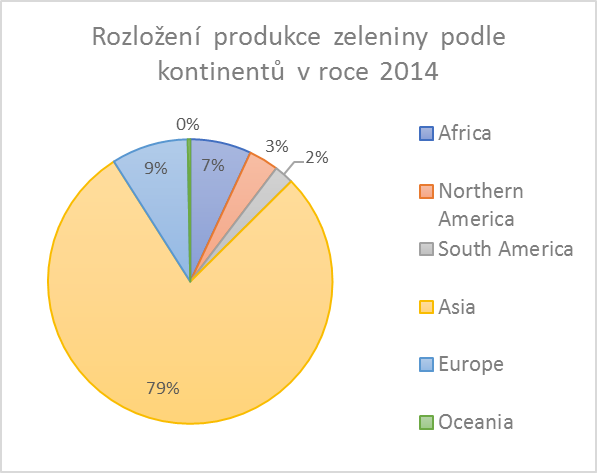 Rozložení produkce zeleniny podle
kontinentů v roce 2014
0%
7%
3%
2%
9%
79%
Africa
Northern
America
South America
Asia
Europe
Oceania